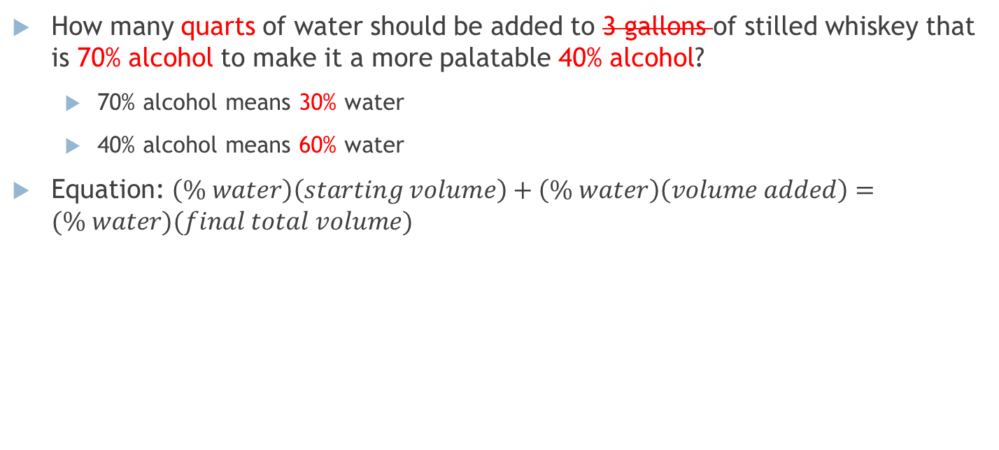 How many quarts of water should be added to 3 gallons of stilled whiskey that
is 70% alcohol to make it a more palatable 40% alcohol?
70% alcohol means 30% water
40% alcohol means 60% water
Equation: (% water)(starting volume) + (% water)(volume added) =
(% water)(final total volume)